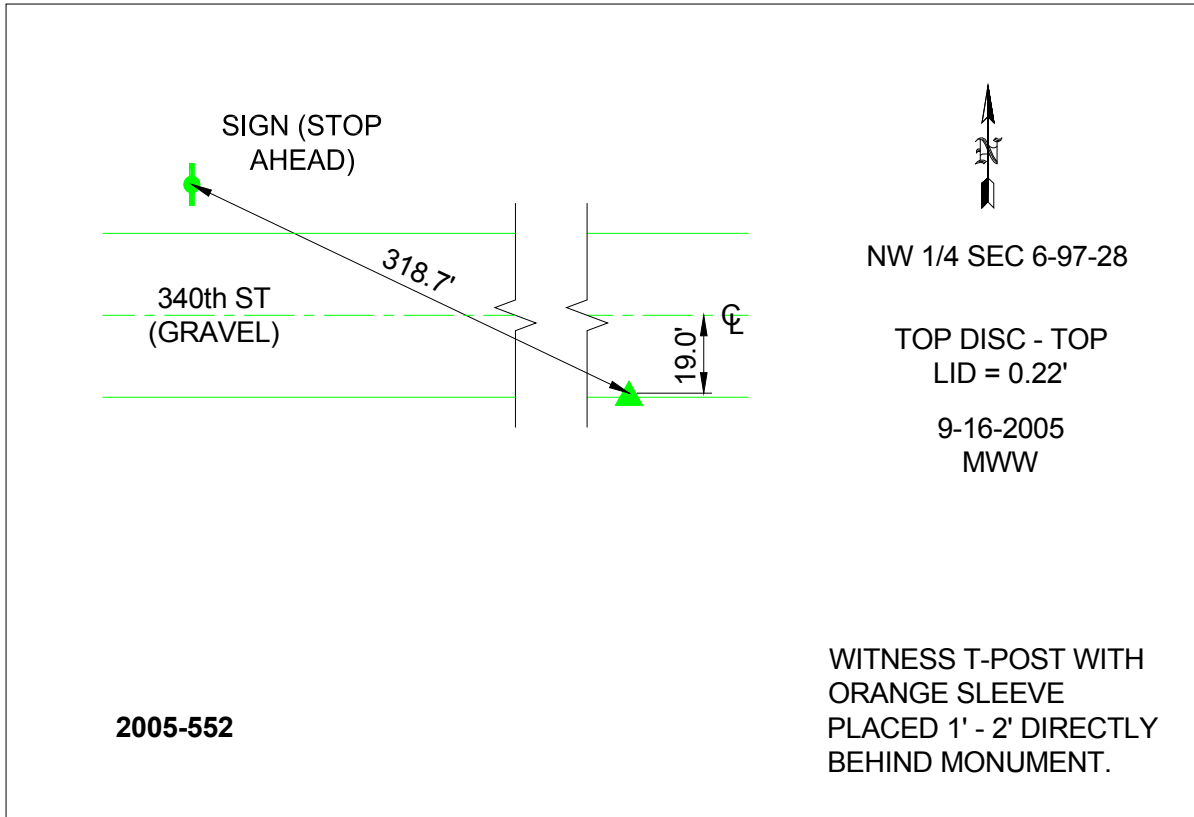 SIGN (STOP
AHEAD)
N
NW 1/4 SEC 6-97-28
318.7'
340th ST
(GRAVEL)
℄
19.0'
TOP DISC - TOP
LID = 0.22'
9-16-2005
MWW
WITNESS T-POST WITH
ORANGE SLEEVE
PLACED 1' - 2' DIRECTLY
BEHIND MONUMENT.
2005-552